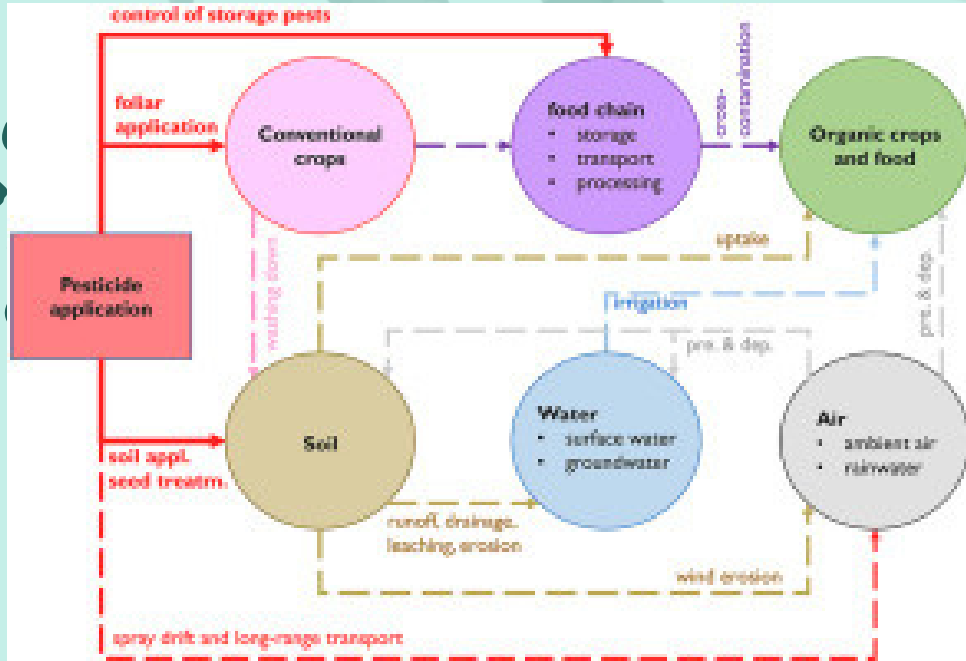 control of storage pests
foliar
application
Conventional
crops
food chain
• storage
• transport
• processing
cross-
contamination
Organic crops
and food
Pesticide
application
washing down
uptake
irrigation
pre. & dep.
pre. & dep.
Soil
Water
• surface water
• groundwater
Air
• ambient air
• rainwater
soil appl.
seed treatm.
runoff, drainage,
leaching, erosion
wind erosion
spray drift and long-range transport